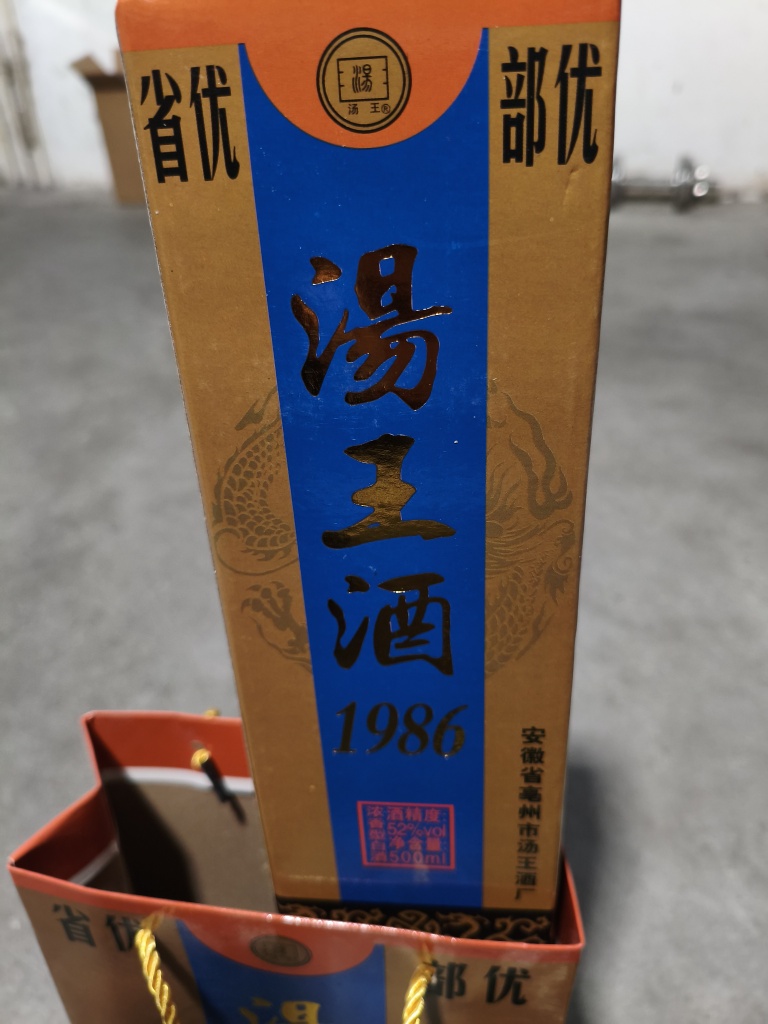 湯
汤王®
省优
部优
湯王酒
1986
浓香型白酒
酒精度:
52%vol
净含量:
500ml
安徽省亳州市汤王酒厂
省优
部优
湯